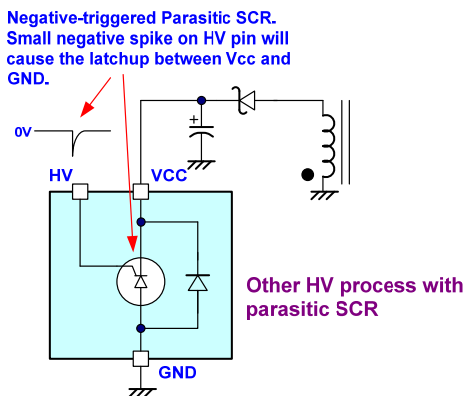 Negative-triggered Parasitic SCR.
Small negative spike on HV pin will
cause the latchup between Vcc and
GND.
0V
+
HV
VCC
Other HV process with
parasitic SCR
GND